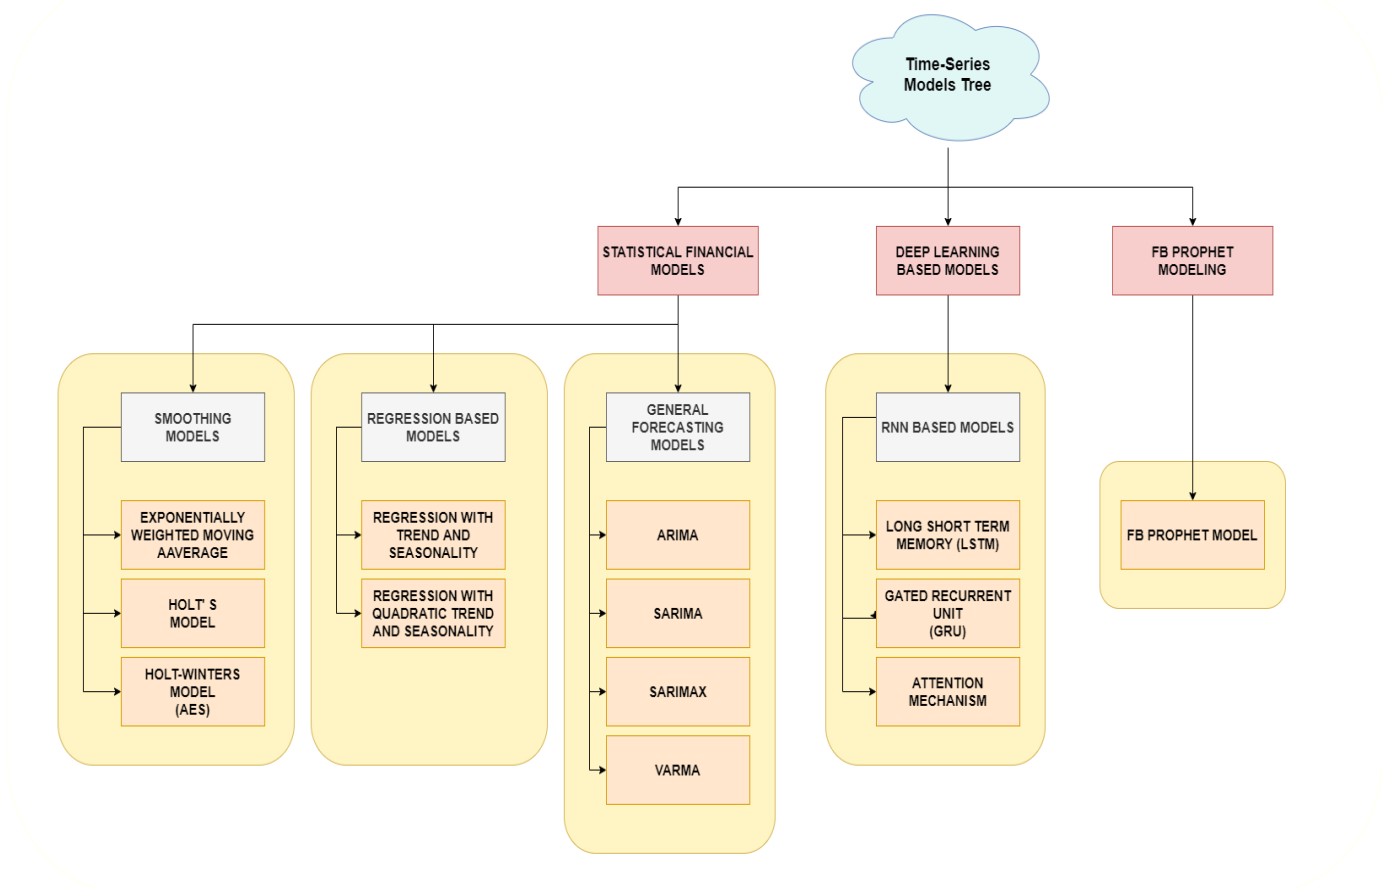 Time-Series
Models Tree
STATISTICAL FINANCIAL
MODELS
DEEP LEARNING
BASED MODELS
FB PROPHET
MODELING
SMOOTHING
MODELS
EXPONENTIALLY
WEIGHTED MOVING
AAVERAGE
HOLT' S
MODEL
HOLT-WINTERS
MODEL
(AES)
REGRESSION BASED
MODELS
REGRESSION WITH
TREND AND
SEASONALITY
REGRESSION WITH
QUADRATIC TREND
AND SEASONALITY
GENERAL
FORECASTING
MODELS
ARIMA
SARIMA
SARIMAX
VARMA
RNN BASED MODELS
LONG SHORT TERM
MEMORY (LSTM)
GATED RECURRENT
UNIT
(GRU)
ATTENTION
MECHANISM
FB PROPHET MODEL